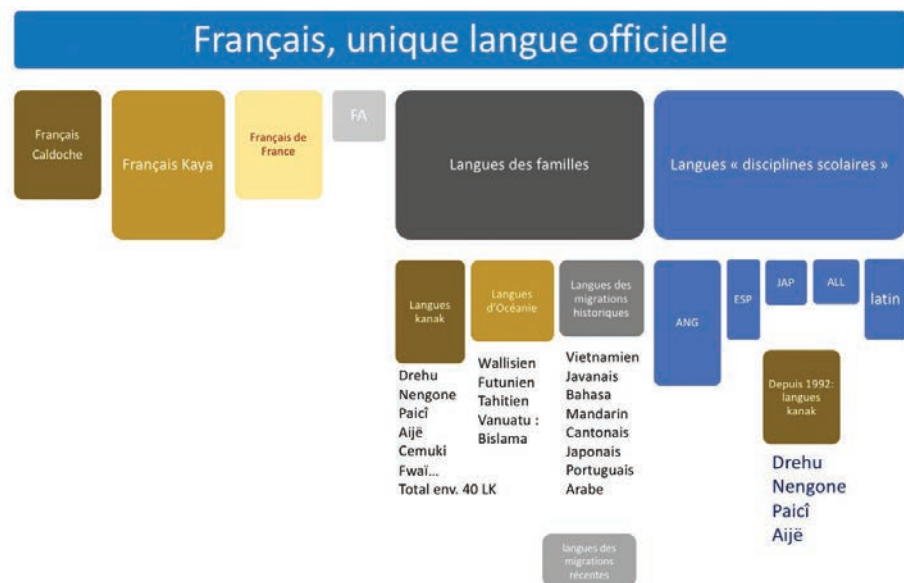 Français, unique langue officielle
Français
Caldoche
Français Kaya
Français de
France
FA
Langues des familles
Langues « disciplines scolaires »
Langues
kanak
Langues
d'Océanie
Langues des
migrations
historiques
ANG
ESP
JAP
ALL
latin
Drehu
Nengone
Paicî
Aijë
Cemuki
Fwaï...
Total env. 40 LK
Wallisien
Futunien
Tahitien
Vanuatu :
Bislama
Vietnamien
Javanais
Bahasa
Mandarin
Cantonais
Japonais
Portuguais
Arabe
Depuis 1992:
langues
kanak
Drehu
Nengone
Paicî
Aijë
langues des
migrations
récentes